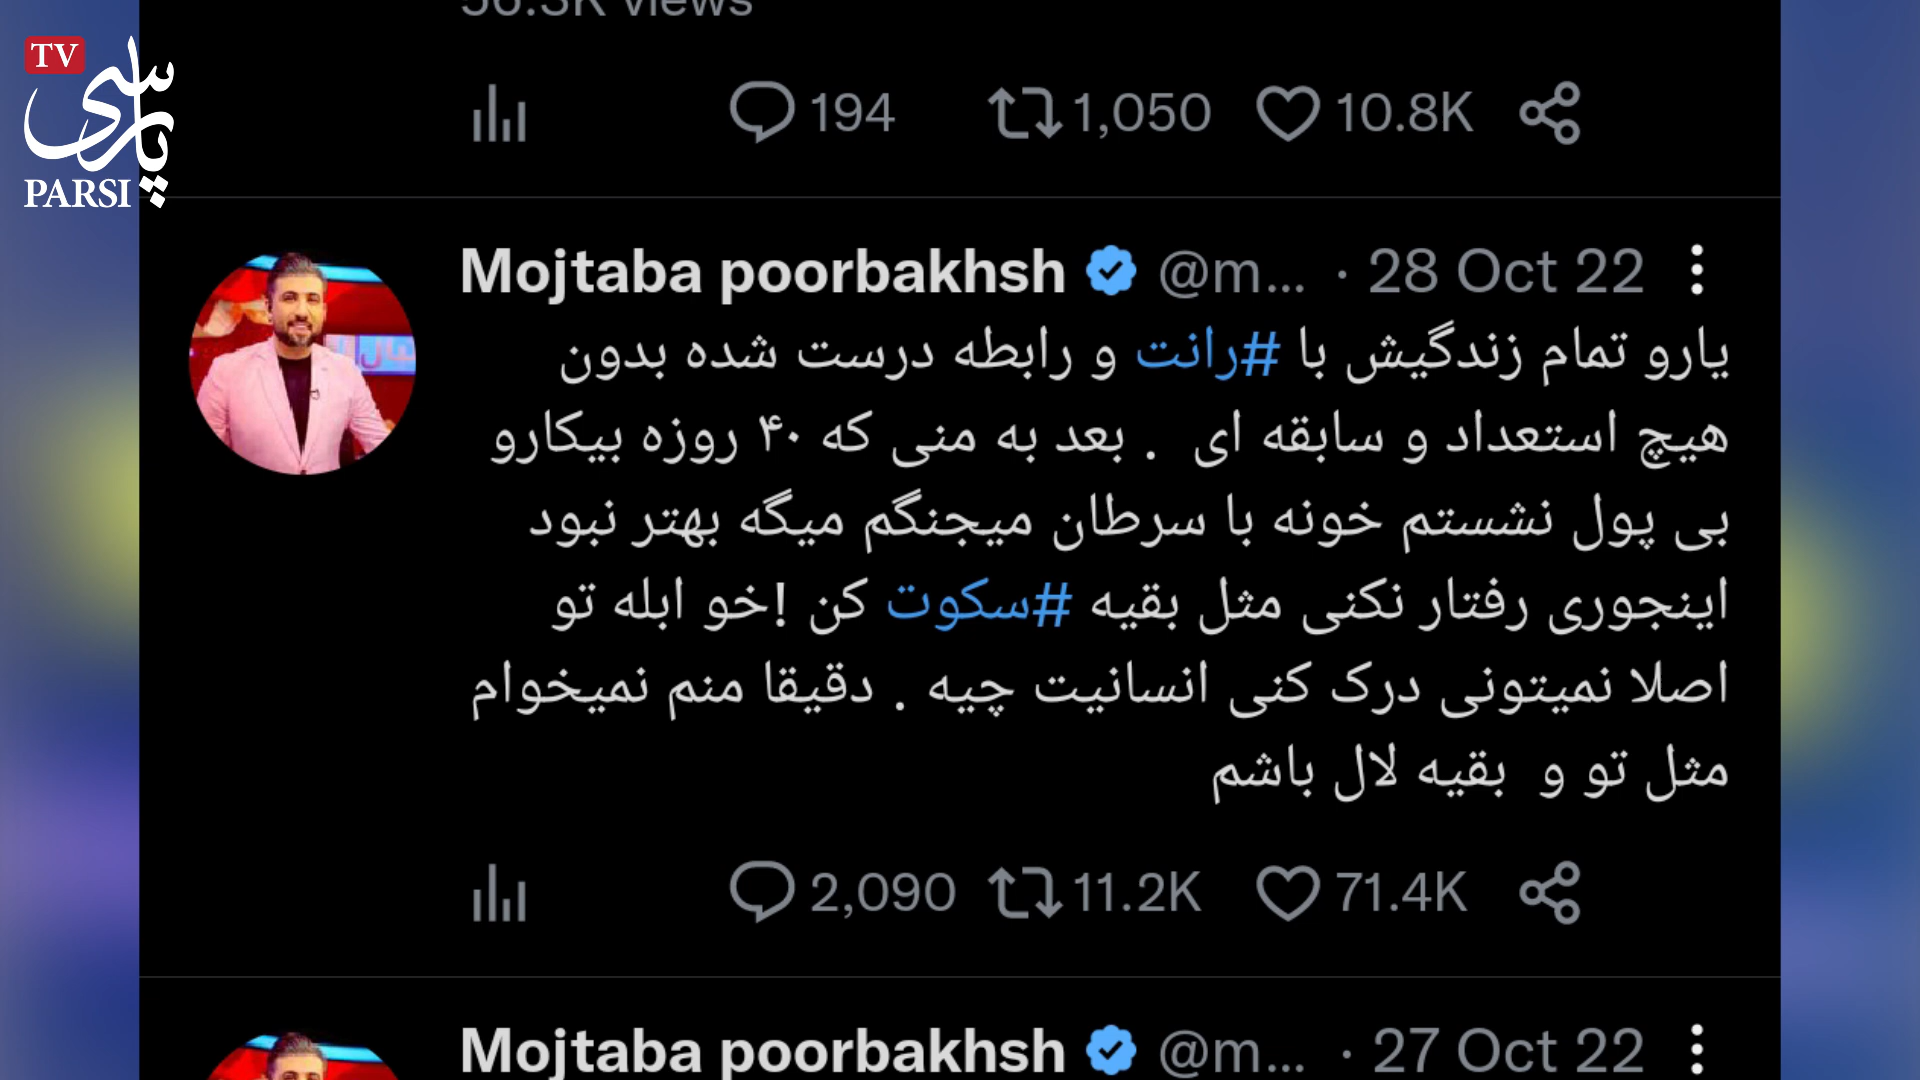 56.3K views
TV
پارسی
PARSI
194 1,050 10.8K
Mojtaba poorbakhsh @m... · 28 Oct 22
یارو تمام زندگیش با #رانت و رابطه درست شده بدون
هیچ استعداد و سابقه ای . بعد به منی که ۴۰ روزه بیکارو
بی پول نشستم خونه با سرطان میجنگم میگه بهتر نبود
اینجوری رفتار نکنی مثل بقیه #سکوت کن !خو ابله تو
اصلا نمیتونی درک کنی انسانیت چیه . دقیقا منم نمیخوام
مثل تو و بقیه لال باشم
2,090 11.2K 71.4K
Mojtaba poorbakhsh @m... · 27 Oct 22